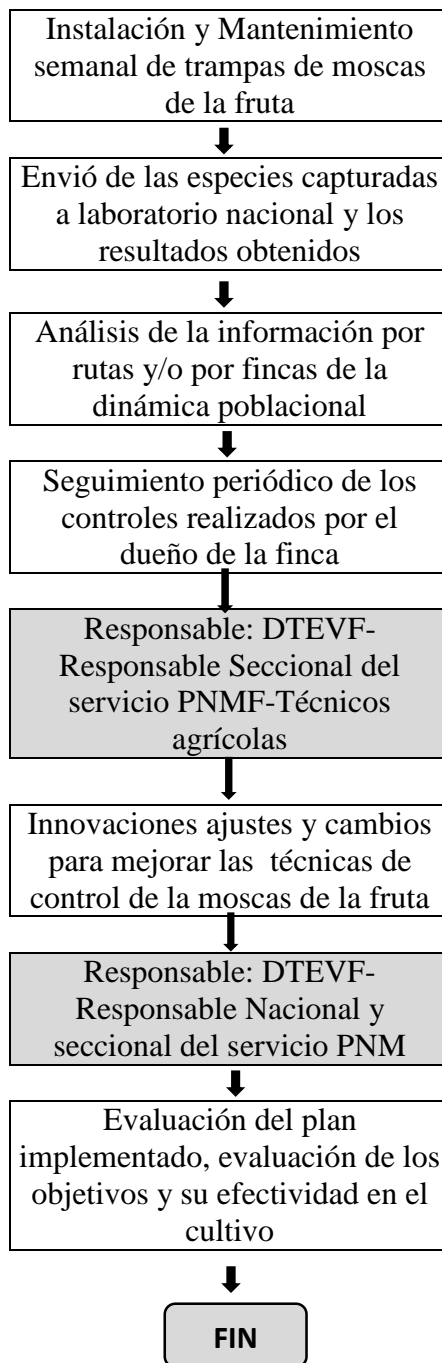 Instalación y Mantenimiento
semanal de trampas de moscas
de la fruta
Envió de las especies capturadas
a laboratorio nacional y los
resultados obtenidos
Análisis de la información por
rutas y/o por fincas de la
dinámica poblacional
Seguimiento periódico de los
controles realizados por el
dueño de la finca
Responsable: DTEVF-
Responsable Seccional del
servicio PNMF-Técnicos
agrícolas
Innovaciones ajustes y cambios
para mejorar las técnicas de
control de la moscas de la fruta
Responsable: DTEVF-
Responsable Nacional y
seccional del servicio PNM
Evaluación del plan
implementado, evaluación de los
objetivos y su efectividad en el
cultivo
FIN